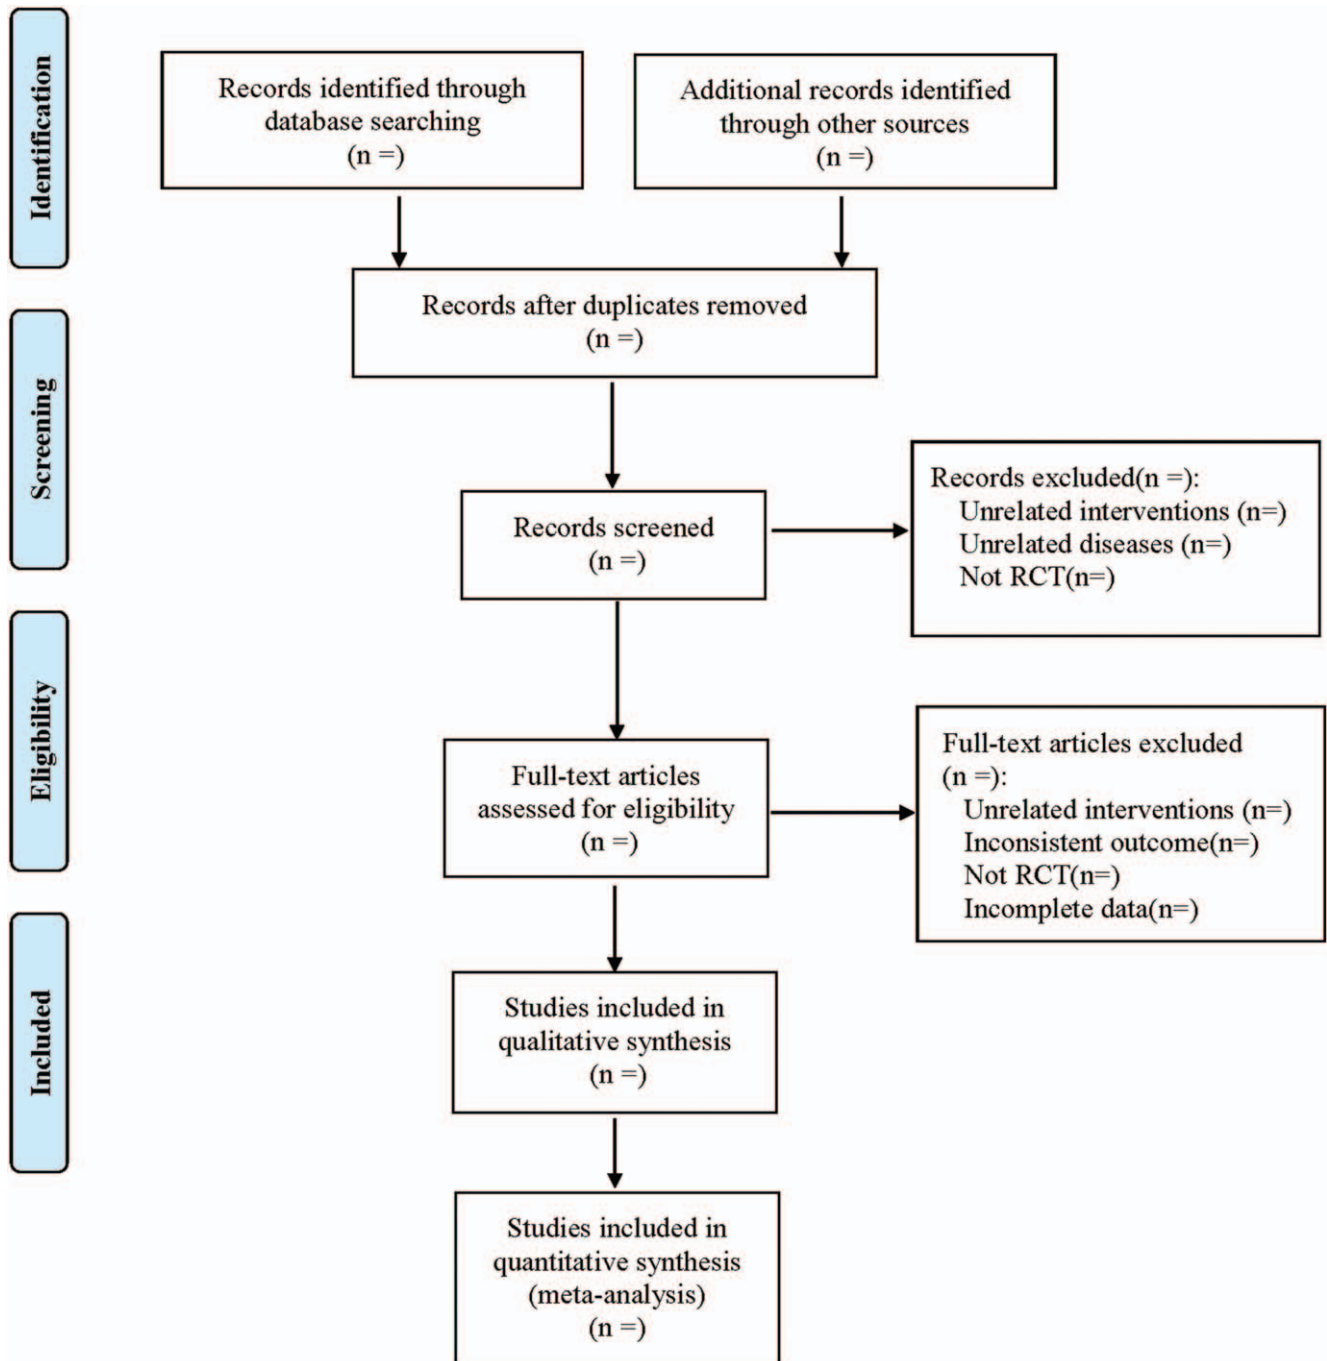 Identification
Records identified through
database searching
(n =)
Additional records identified
through other sources
(n =)
Records after duplicates removed
(n =)
Screening
Records screened
(n =)
Records excluded(n =):
Unrelated interventions (n=)
Unrelated diseases (n=)
Not RCT(n=)
Eligibility
Full-text articles
assessed for eligibility
(n =)
Full-text articles excluded
(n =):
Unrelated interventions (n=)
Inconsistent outcome(n=)
Not RCT(n=)
Incomplete data(n=)
Included
Studies included in
qualitative synthesis
(n =)
Studies included in
quantitative synthesis
(meta-analysis)
(n =)